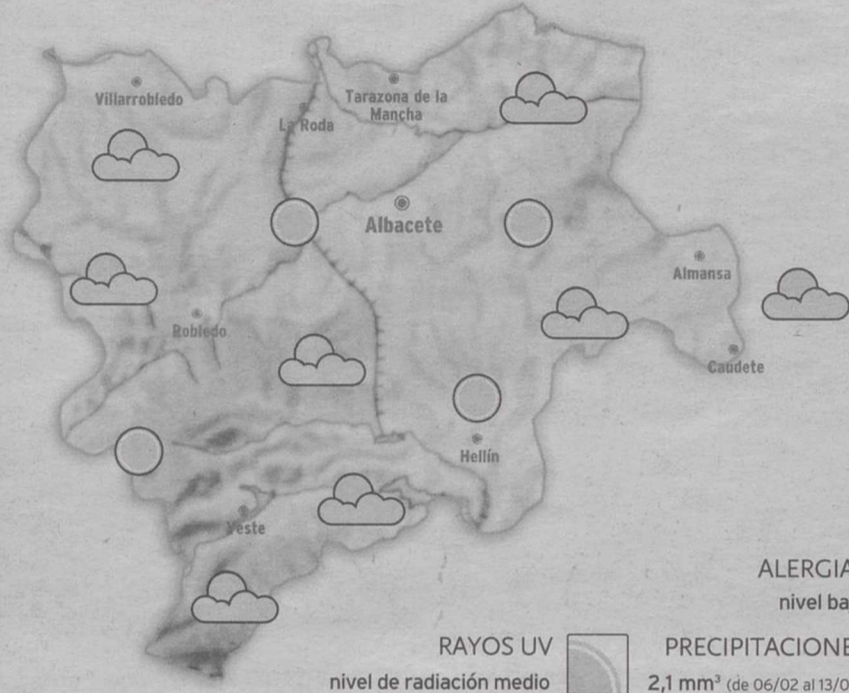 Villarrobledo
Tarazona de la
Mancha
La Roda
Albacete
Almansa
Robledo
Caudete
Hellín
Yeste
ALERGIA
nivel ba
RAYOS UV
nivel de radiación medio
PRECIPITACIONE
2,1 mm³ (de 06/02 al 13/0